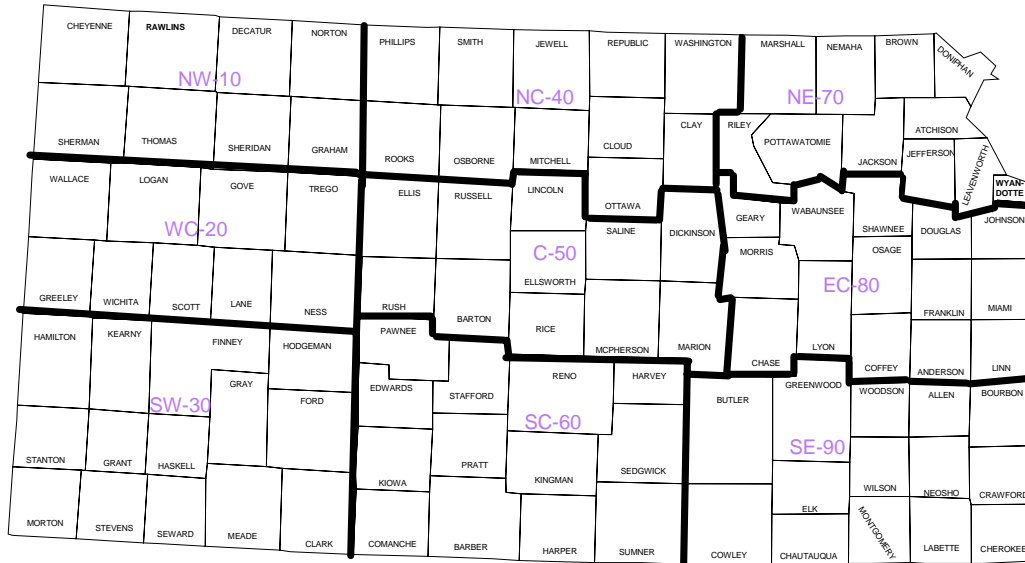 CHEYENNE
RAWLINS
DECATUR
NORTON
PHILLIPS
SMITH
JEWELL
REPUBLIC
WASHINGTON
MARSHALL
NEMAHA
BROWN
DONIPHAN
NW-10
NC-40
NE-70
SHERMAN
THOMAS
SHERIDAN
GRAHAM
ROOKS
OSBORNE
MITCHELL
CLOUD
CLAY
RILEY
POTTAWATOMIE
JACKSON
ATCHISON
JEFFERSON
LEAVENWORTH
WYAN-
DOTTE
WALLACE
LOGAN
GOVE
TREGO
ELLIS
RUSSELL
LINCOLN
OTTAWA
SALINE
DICKINSON
GEARY
WABAUNSEE
SHAWNEE
DOUGLAS
JOHNSON
WC-20
C-50
ELLSWORTH
MORRIS
OSAGE
EC-80
GREELEY
WICHITA
SCOTT
LANE
NESS
RUSH
BARTON
RICE
MCPHERSON
MARION
CHASE
LYON
COFFEY
FRANKLIN
MIAMI
ANDERSON
LINN
HAMILTON
KEARNY
FINNEY
HODGEMAN
PAWNEE
EDWARDS
STAFFORD
RENO
HARVEY
BUTLER
GREENWOOD
WOODSON
ALLEN
BOURBON
SW-30
GRAY
FORD
SC-60
SE-90
STANTON
GRANT
HASKELL
KIOWA
PRATT
KINGMAN
SEDGWICK
ELK
WILSON
NEOSHO
CRAWFORD
MORTON
STEVENS
SEWARD
MEADE
CLARK
COMANCHE
BARBER
HARPER
SUMNER
COWLEY
CHAUTAUQUA
MONTGOMERY
LABETTE
CHEROKEE